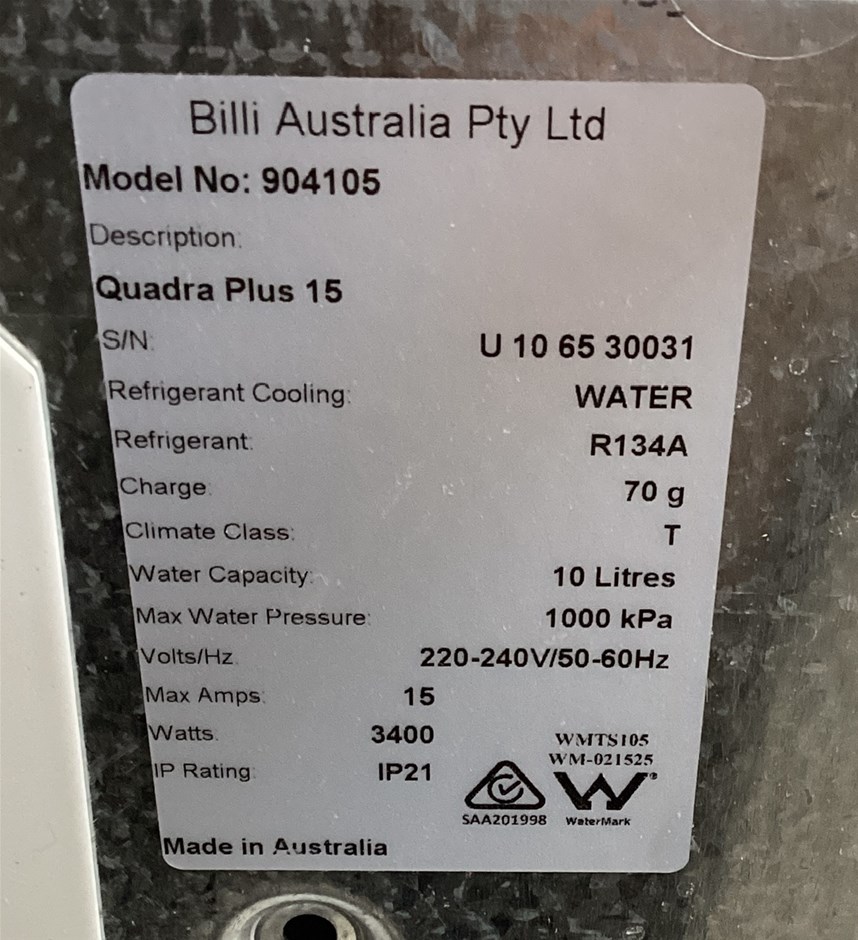 Billi Australia Pty Ltd
Model No: 904105
Description:
Quadra Plus 15
S/N: U 10 65 30031
Refrigerant Cooling: WATER
Refrigerant: R134A
Charge: 70 g
Climate Class: T
Water Capacity: 10 Litres
Max Water Pressure: 1000 kPa
Volts/Hz: 220-240V/50-60Hz
Max Amps: 15
Watts: 3400
WMTS105
WM-021525
IP Rating: IP21
SAA201998 WaterMark
Made in Australia